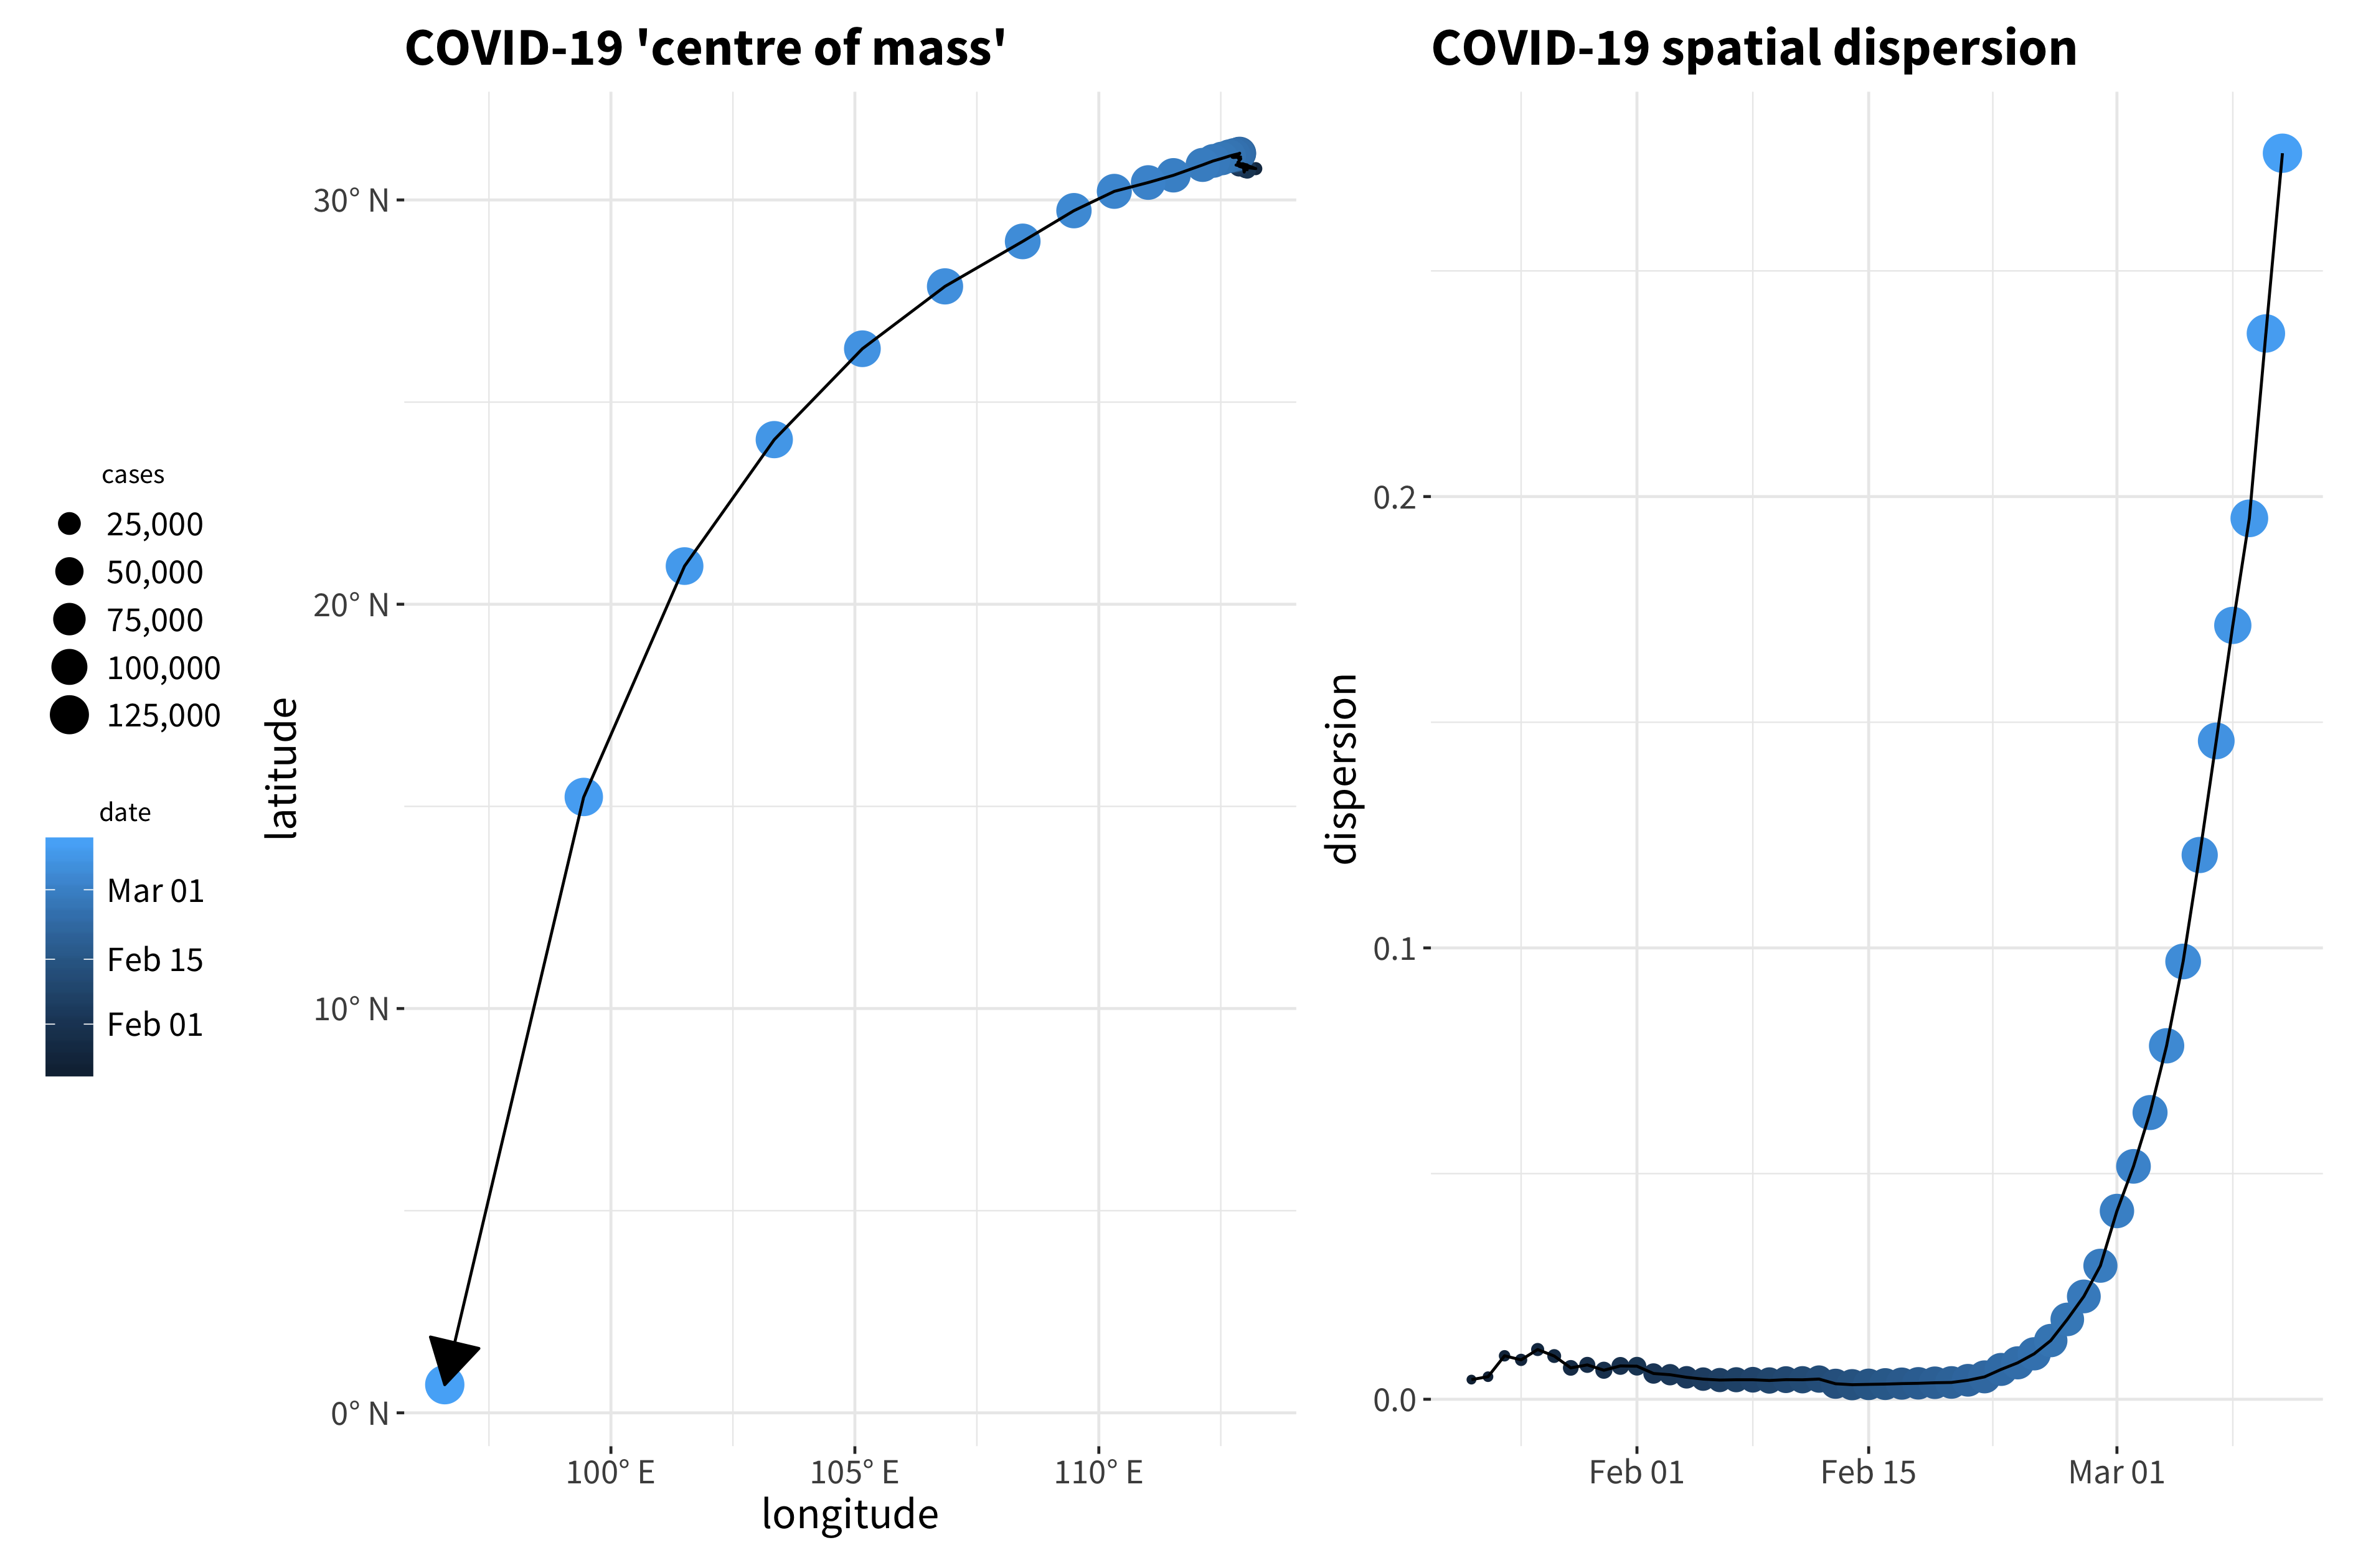 COVID-19 'centre of mass'
COVID-19 spatial dispersion
cases
25,000
50,000
75,000
100,000
125,000
date
Mar 01
Feb 15
Feb 01
latitude
30° N
20° N
10° N
0° N
100° E
105° E
110° E
longitude
dispersion
0.2
0.1
0.0
Feb 01
Feb 15
Mar 01